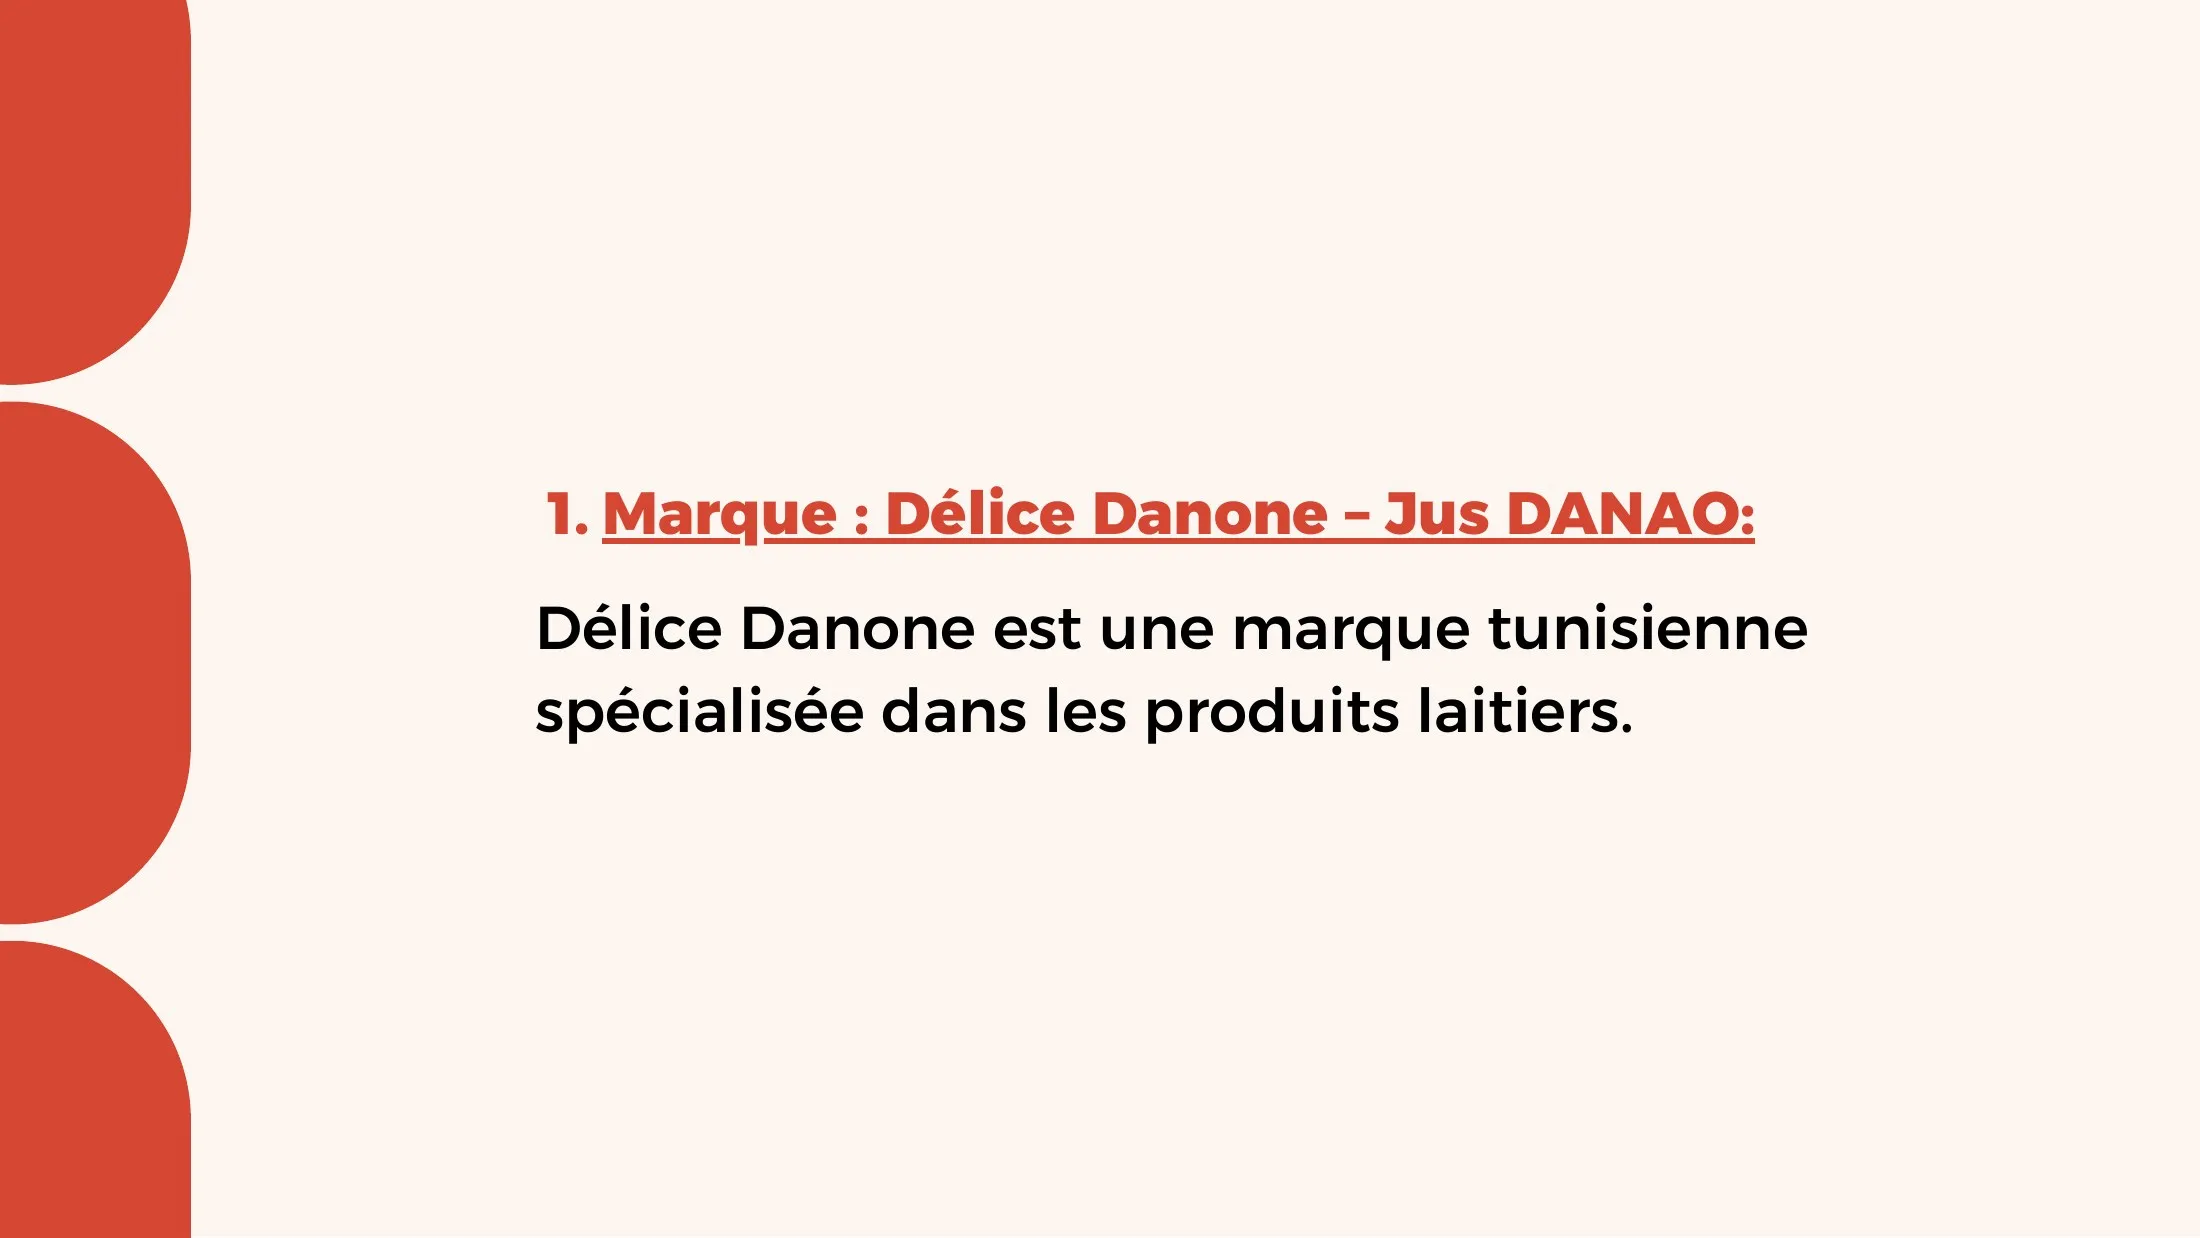 1. Marque : Délice Danone – Jus DANAO:
Délice Danone est une marque tunisienne
spécialisée dans les produits laitiers.